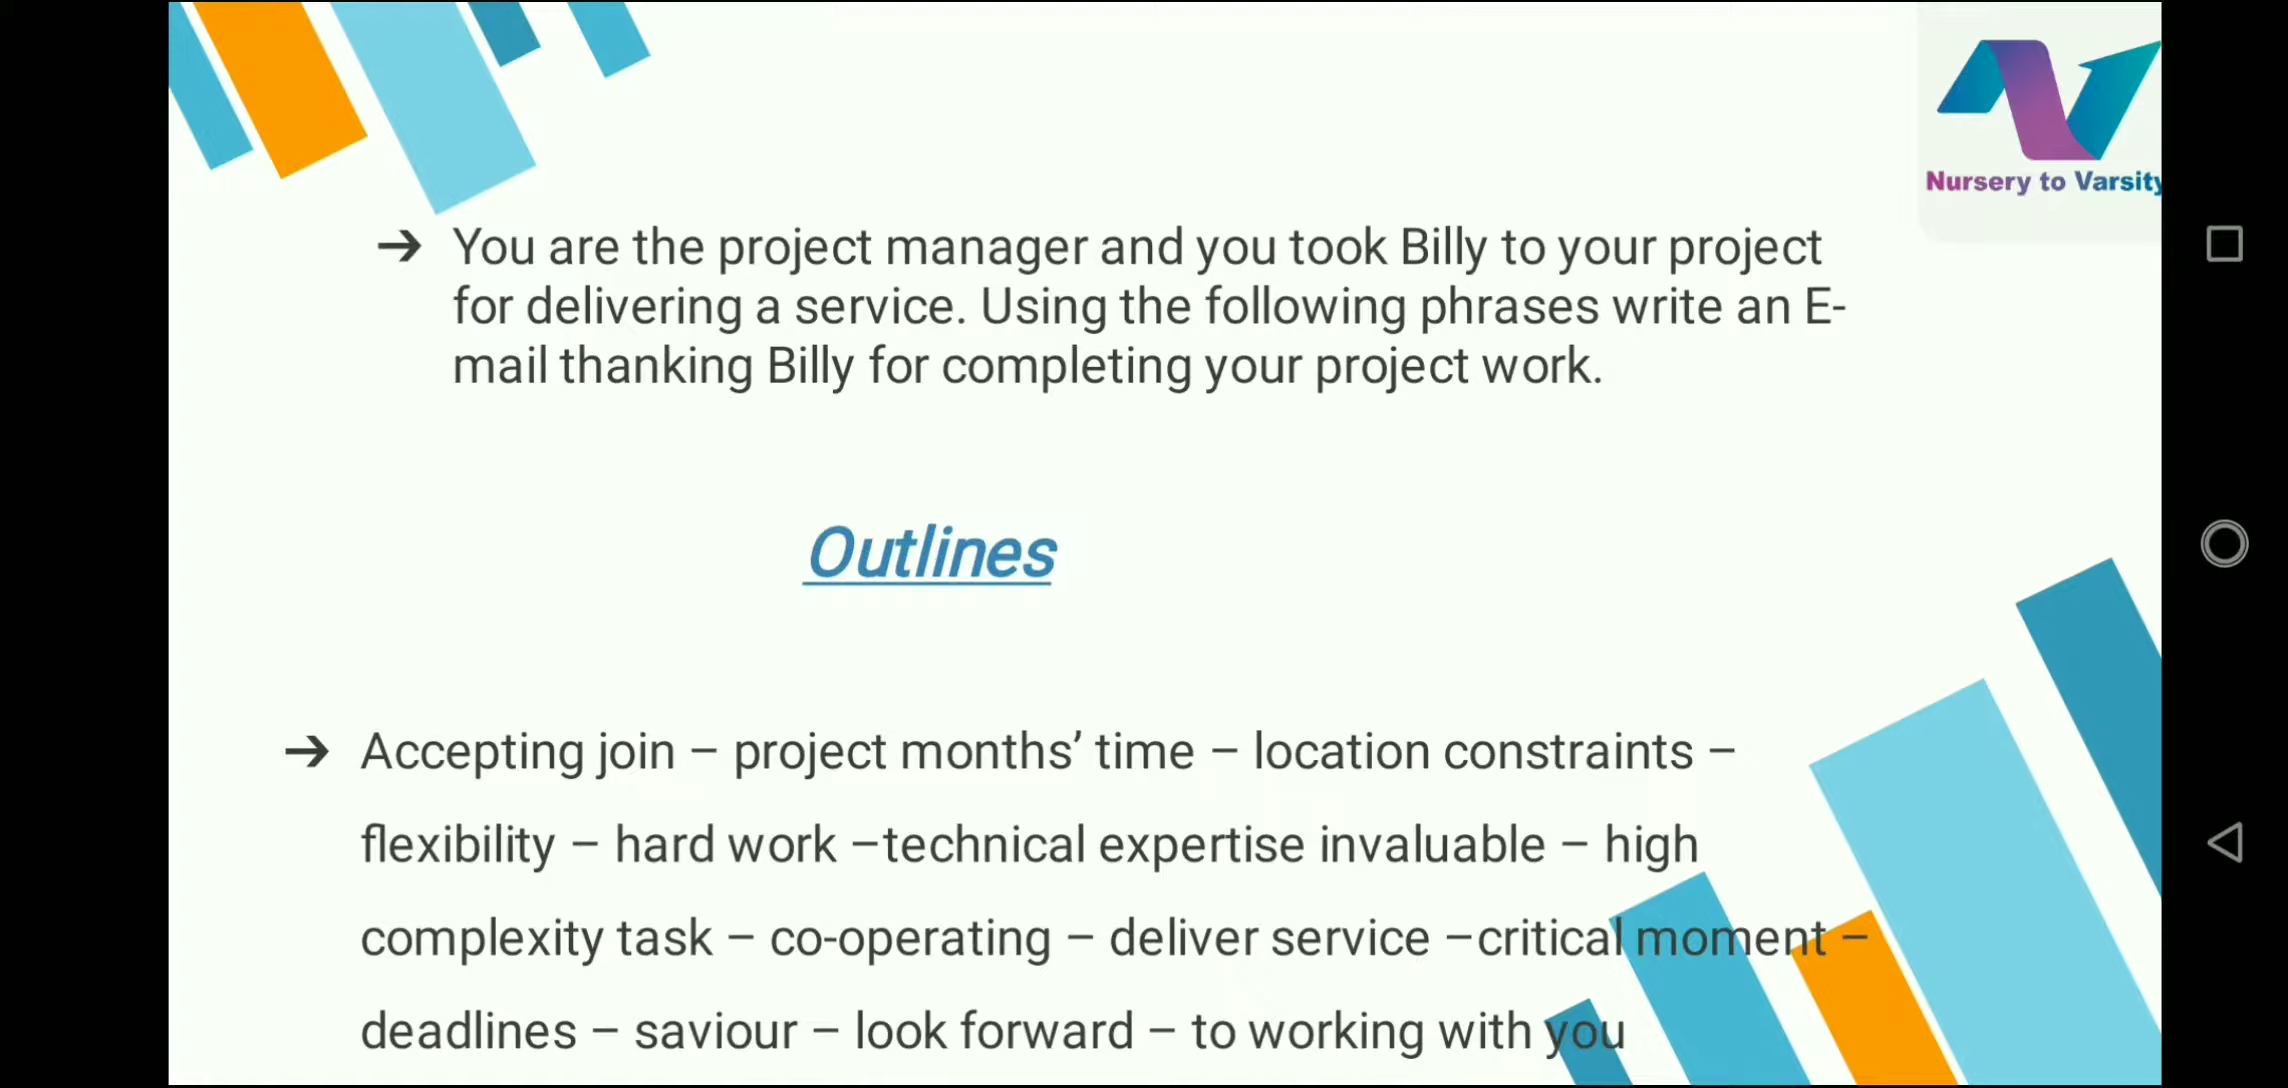 Nursery to Varsity
→ You are the project manager and you took Billy to your project
for delivering a service. Using the following phrases write an E-
mail thanking Billy for completing your project work.
Outlines
→ Accepting join – project months’ time – location constraints –
flexibility – hard work –technical expertise invaluable – high
complexity task – co-operating – deliver service –critical moment –
deadlines – saviour – look forward – to working with you